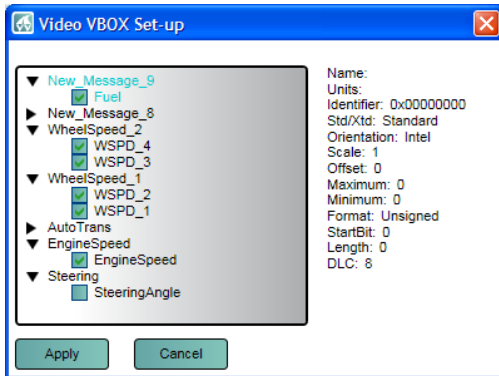 Video VBOX Set-up
New_Message_9
Fuel
New_Message_8
WheelSpeed_2
WSPD_4
WSPD_3
WheelSpeed_1
WSPD_2
WSPD_1
AutoTrans
EngineSpeed
EngineSpeed
Steering
SteeringAngle
Name:
Units:
Identifier: 0x00000000
Std/Xtd: Standard
Orientation: Intel
Scale: 1
Offset: 0
Maximum: 0
Minimum: 0
Format: Unsigned
StartBit: 0
Length: 0
DLC: 8
Apply
Cancel